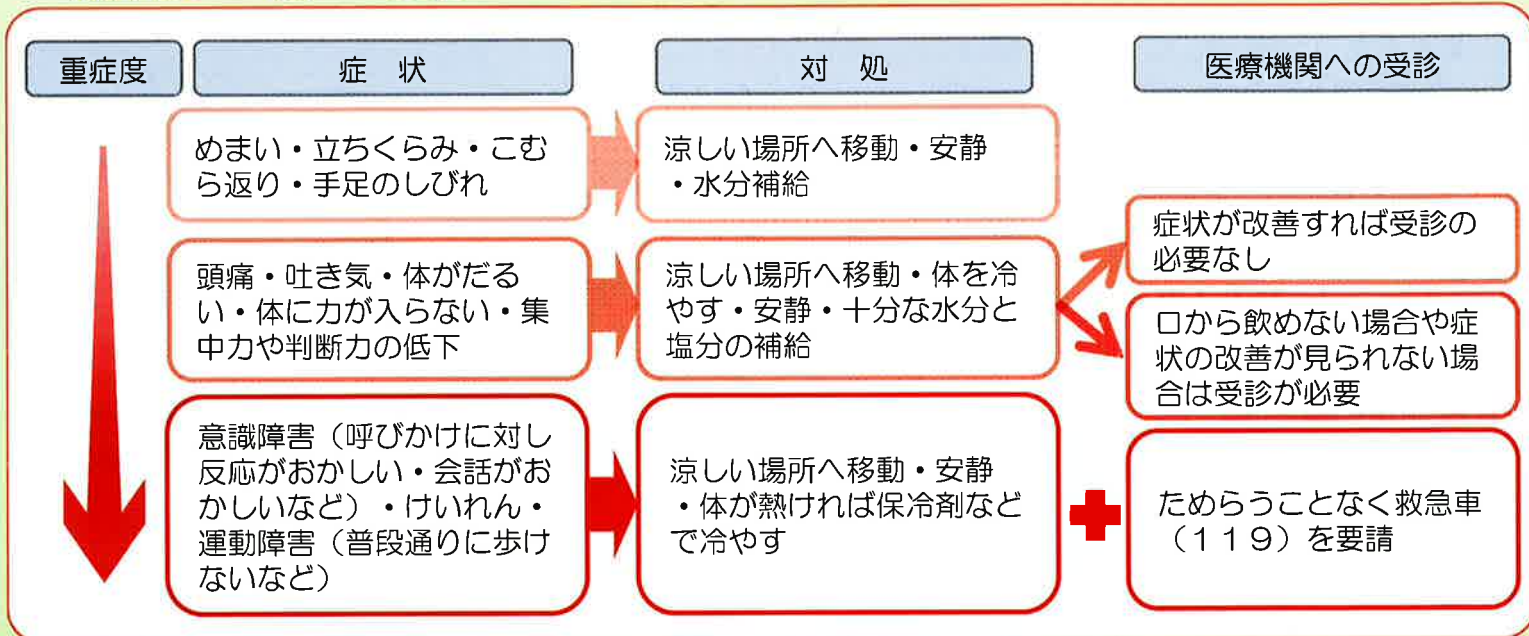 重症度
症　状
対　処
医療機関への受診
めまい・立ちくらみ・こむ
ら返り・手足のしびれ
涼しい場所へ移動・安静
・水分補給
頭痛・吐き気・体がだる
い・体に力が入らない・集
中力や判断力の低下
涼しい場所へ移動・体を冷
やす・安静・十分な水分と
塩分の補給
症状が改善すれば受診の
必要なし
口から飲めない場合や症
状の改善が見られない場
合は受診が必要
意識障害（呼びかけに対し
反応がおかしい・会話がお
かしいなど）・けいれん・
運動障害（普段通りに歩け
ないなど）
涼しい場所へ移動・安静
・体が熱ければ保冷剤など
で冷やす
ためらうことなく救急車
（１１９）を要請